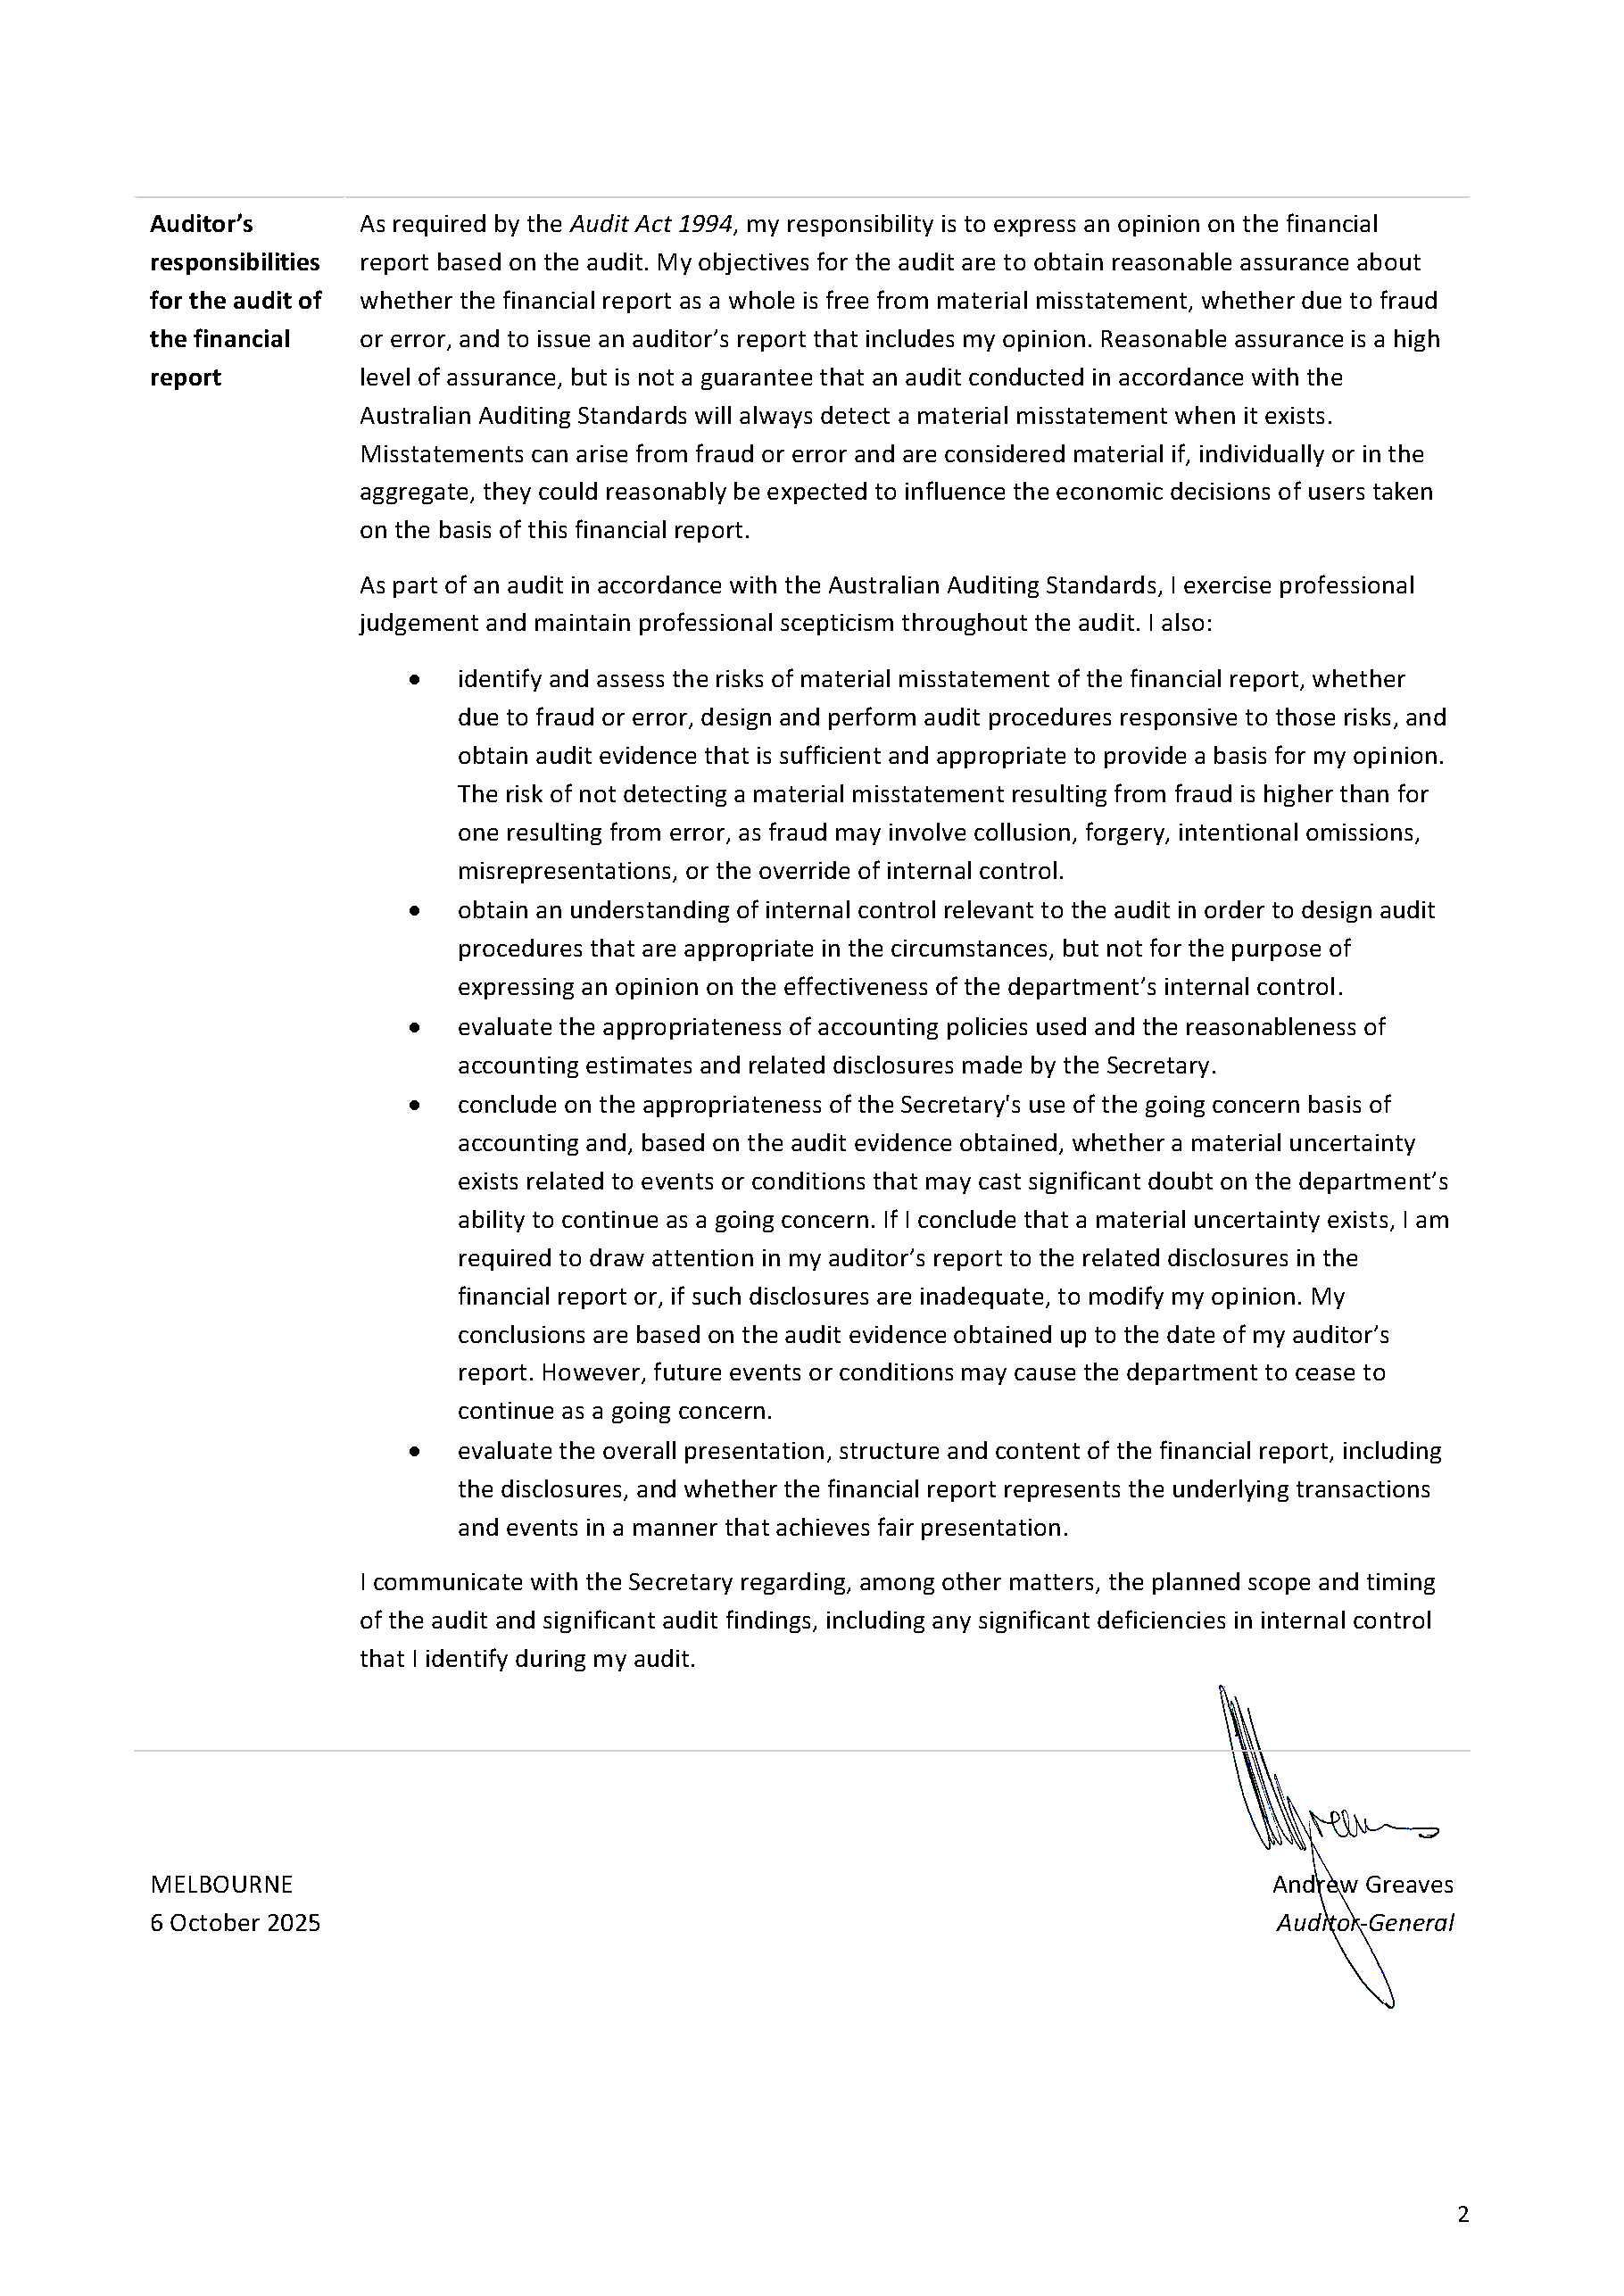 Auditor’s
responsibilities
for the audit of
the financial
report
As required by the Audit Act 1994, my responsibility is to express an opinion on the financial
report based on the audit. My objectives for the audit are to obtain reasonable assurance about
whether the financial report as a whole is free from material misstatement, whether due to fraud
or error, and to issue an auditor’s report that includes my opinion. Reasonable assurance is a high
level of assurance, but is not a guarantee that an audit conducted in accordance with the
Australian Auditing Standards will always detect a material misstatement when it exists.
Misstatements can arise from fraud or error and are considered material if, individually or in the
aggregate, they could reasonably be expected to influence the economic decisions of users taken
on the basis of this financial report.
As part of an audit in accordance with the Australian Auditing Standards, I exercise professional
judgement and maintain professional scepticism throughout the audit. I also:
• identify and assess the risks of material misstatement of the financial report, whether
due to fraud or error, design and perform audit procedures responsive to those risks, and
obtain audit evidence that is sufficient and appropriate to provide a basis for my opinion.
The risk of not detecting a material misstatement resulting from fraud is higher than for
one resulting from error, as fraud may involve collusion, forgery, intentional omissions,
misrepresentations, or the override of internal control.
• obtain an understanding of internal control relevant to the audit in order to design audit
procedures that are appropriate in the circumstances, but not for the purpose of
expressing an opinion on the effectiveness of the department’s internal control.
• evaluate the appropriateness of accounting policies used and the reasonableness of
accounting estimates and related disclosures made by the Secretary.
• conclude on the appropriateness of the Secretary's use of the going concern basis of
accounting and, based on the audit evidence obtained, whether a material uncertainty
exists related to events or conditions that may cast significant doubt on the department’s
ability to continue as a going concern. If I conclude that a material uncertainty exists, I am
required to draw attention in my auditor’s report to the related disclosures in the
financial report or, if such disclosures are inadequate, to modify my opinion. My
conclusions are based on the audit evidence obtained up to the date of my auditor’s
report. However, future events or conditions may cause the department to cease to
continue as a going concern.
• evaluate the overall presentation, structure and content of the financial report, including
the disclosures, and whether the financial report represents the underlying transactions
and events in a manner that achieves fair presentation.
I communicate with the Secretary regarding, among other matters, the planned scope and timing
of the audit and significant audit findings, including any significant deficiencies in internal control
that I identify during my audit.
MELBOURNE
6 October 2025
Andrew Greaves
Auditor-General
2